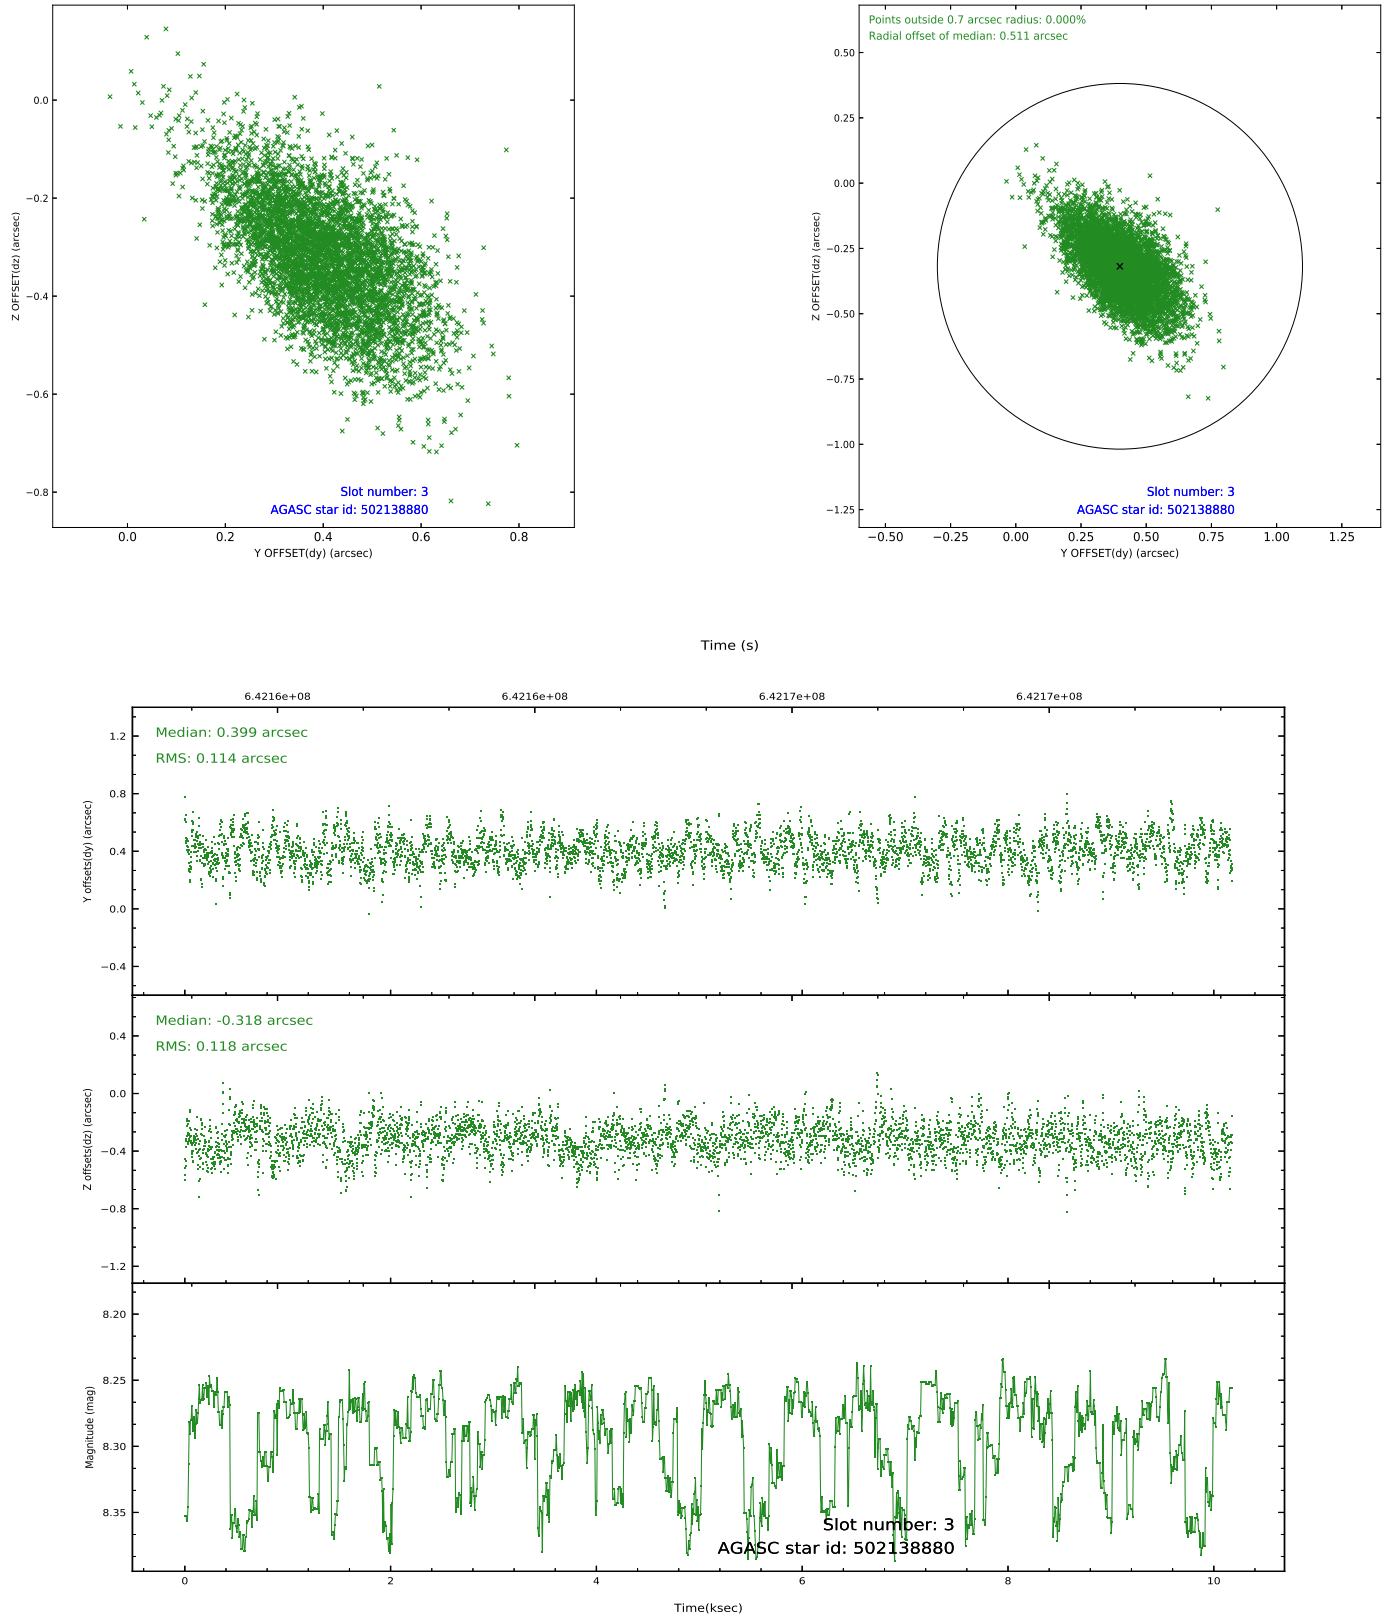 0.0
−0.2
−0.4
−0.6
−0.8
Z OFFSET(dz) (arcsec)
Slot number: 3
AGASC star id: 502138880
0.0 0.2 0.4 0.6 0.8
Y OFFSET(dy) (arcsec)
Points outside 0.7 arcsec radius: 0.000%
Radial offset of median: 0.511 arcsec
0.50
0.25
0.00
−0.25
−0.50
−0.75
−1.00
−1.25
Z OFFSET(dz) (arcsec)
Slot number: 3
AGASC star id: 502138880
−0.50 −0.25 0.00 0.25 0.50 0.75 1.00 1.25
Y OFFSET(dy) (arcsec)
Time (s)
6.4216e+08 6.4216e+08 6.4217e+08 6.4217e+08
Median: 0.399 arcsec
RMS: 0.114 arcsec
1.2
0.8
0.4
0.0
−0.4
Y offsets(dy) (arcsec)
Median: -0.318 arcsec
RMS: 0.118 arcsec
0.4
0.0
−0.4
−0.8
−1.2
Z offsets(dz) (arcsec)
8.20
8.25
8.30
8.35
Magnitude (mag)
Slot number: 3
AGASC star id: 502138880
0 2 4 6 8 10
Time(ksec)